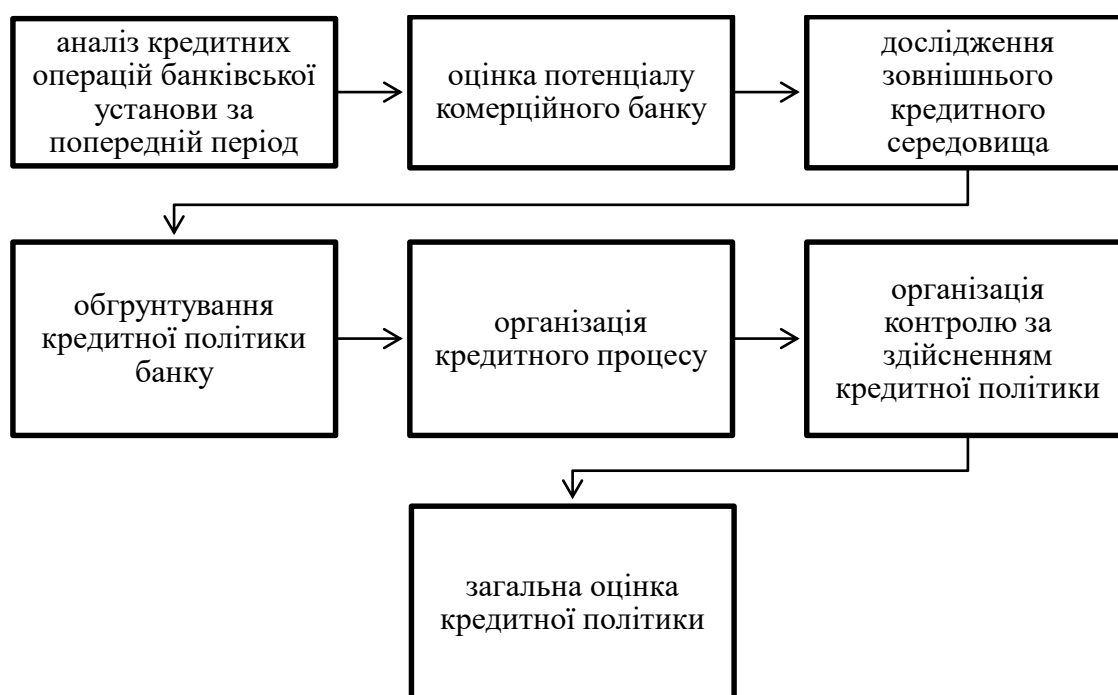 аналіз кредитних
операцій банківської
установи за
попередній період
оцінка потенціалу
комерційного банку
дослідження
зовнішнього
кредитного
середовища
обгрунтування
кредитної політики
банку
організація
кредитного процесу
організація
контролю за
здійсненням
кредитної політики
загальна оцінка
кредитної політики